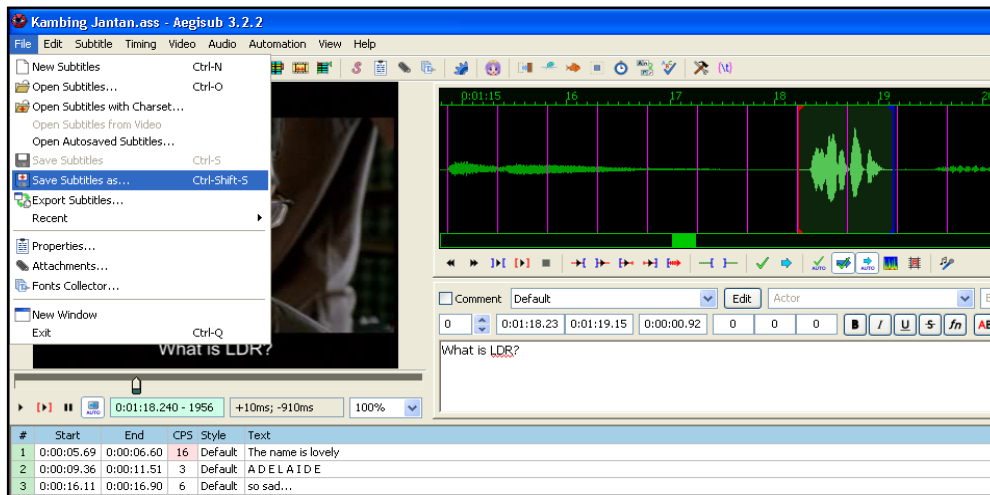 Kambing Jantan.ass - Aegisub 3.2.2
File Edit Subtitle Timing Video Audio Automation View Help
New Subtitles Ctrl-N
Open Subtitles... Ctrl-O
Open Subtitles with Charset...
Open Subtitles from Video
Open Autosaved Subtitles...
Save Subtitles Ctrl-S
Save Subtitles as... Ctrl-Shift-S
Export Subtitles...
Recent
Properties...
Attachments...
Fonts Collector...
New Window
Exit Ctrl-Q
0:01:15 16 17 18 19
What is LDR?
AUTO AUTO
Comment Default Edit Actor
0 0:01:18.23 0:01:19.15 0:00:00.92 0 0 0 B I U S fn AB
What is LDR?
AUTO 0:01:18.240 - 1956 +10ms; -910ms 100%
# Start End CPS Style Text
1 0:00:05.69 0:00:06.60 16 Default The name is lovely
2 0:00:09.36 0:00:11.51 3 Default A D E L A I D E
3 0:00:16.11 0:00:16.90 6 Default so sad...